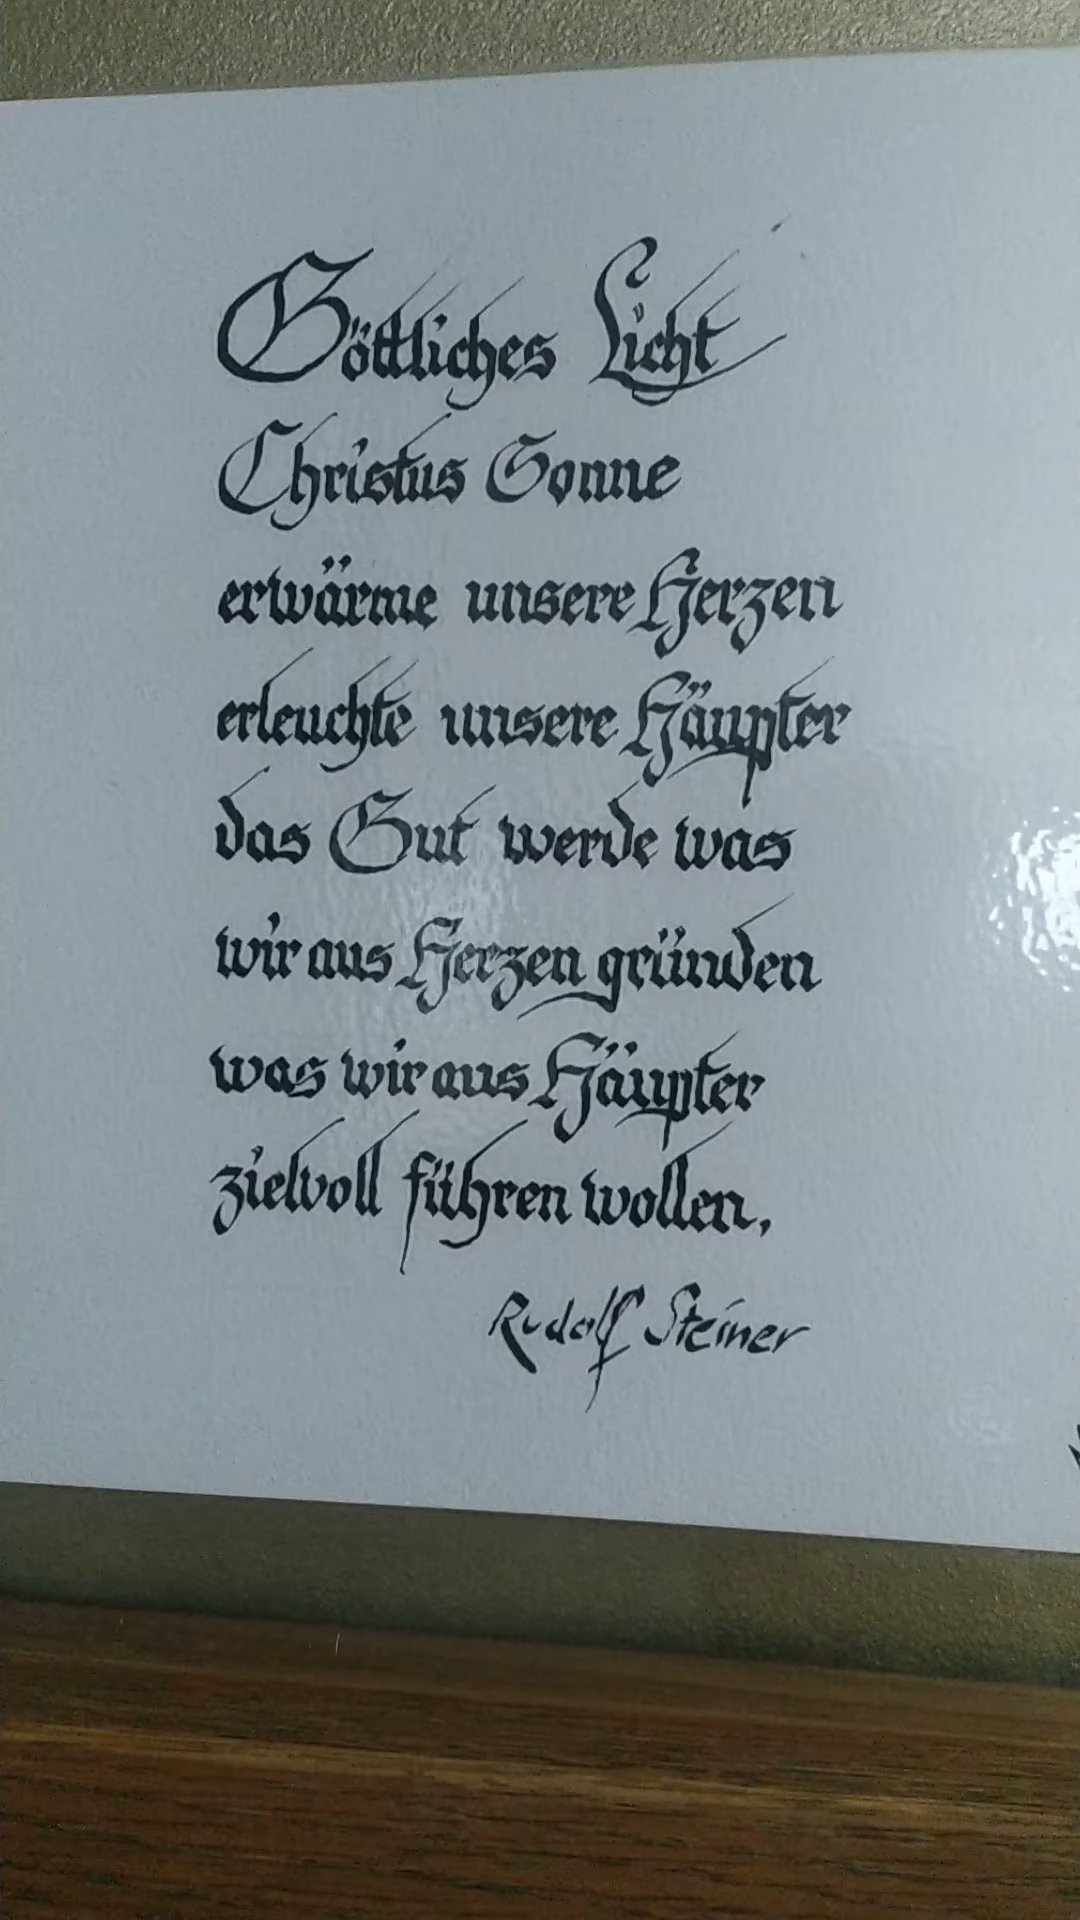 Göttliches Licht
Christus Sonne
erwärme unsere Herzen
erleuchte unsere Häupter
das Gut werde was
wir aus Herzen gründen
was wir aus Häupter
zielvoll führen wollen,
Rudolf Steiner